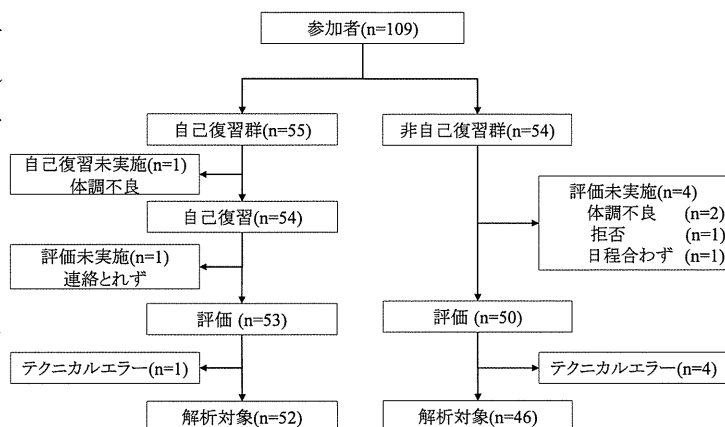 参加者(n=109)
自己復習群(n=55)
非自己復習群(n=54)
自己復習未実施(n=1)
体調不良
自己復習(n=54)
評価未実施(n=4)
体調不良 (n=2)
拒否 (n=1)
日程合わず (n=1)
評価未実施(n=1)
連絡とれず
評価 (n=53)
評価 (n=50)
テクニカルエラー(n=1)
テクニカルエラー(n=4)
解析対象(n=52)
解析対象(n=46)